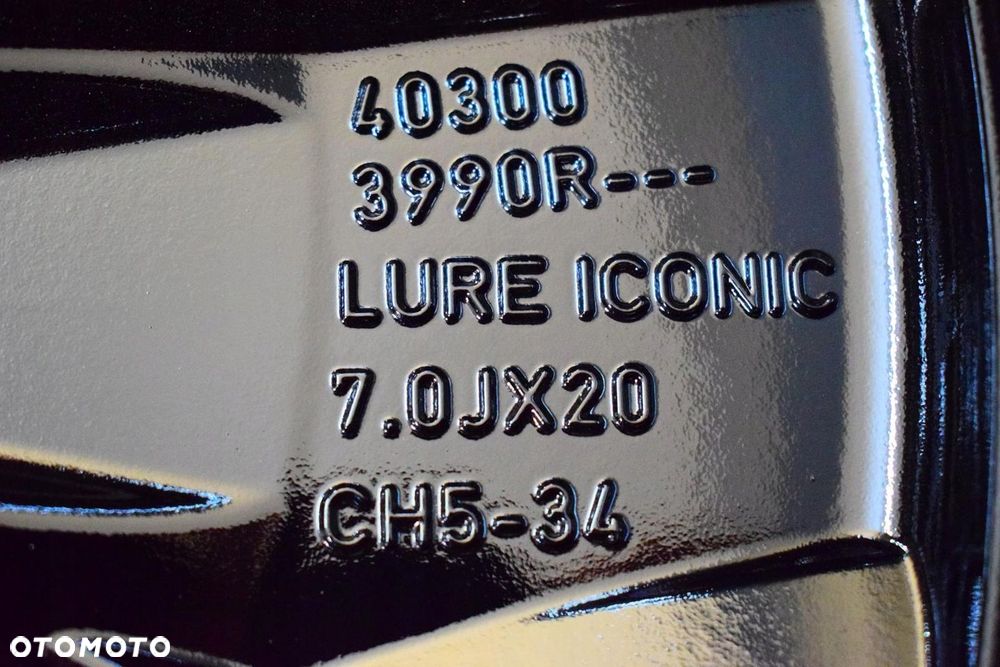 40300
3990R---
LURE ICONIC
7.0JX20
CH5-34
OTOMOTO